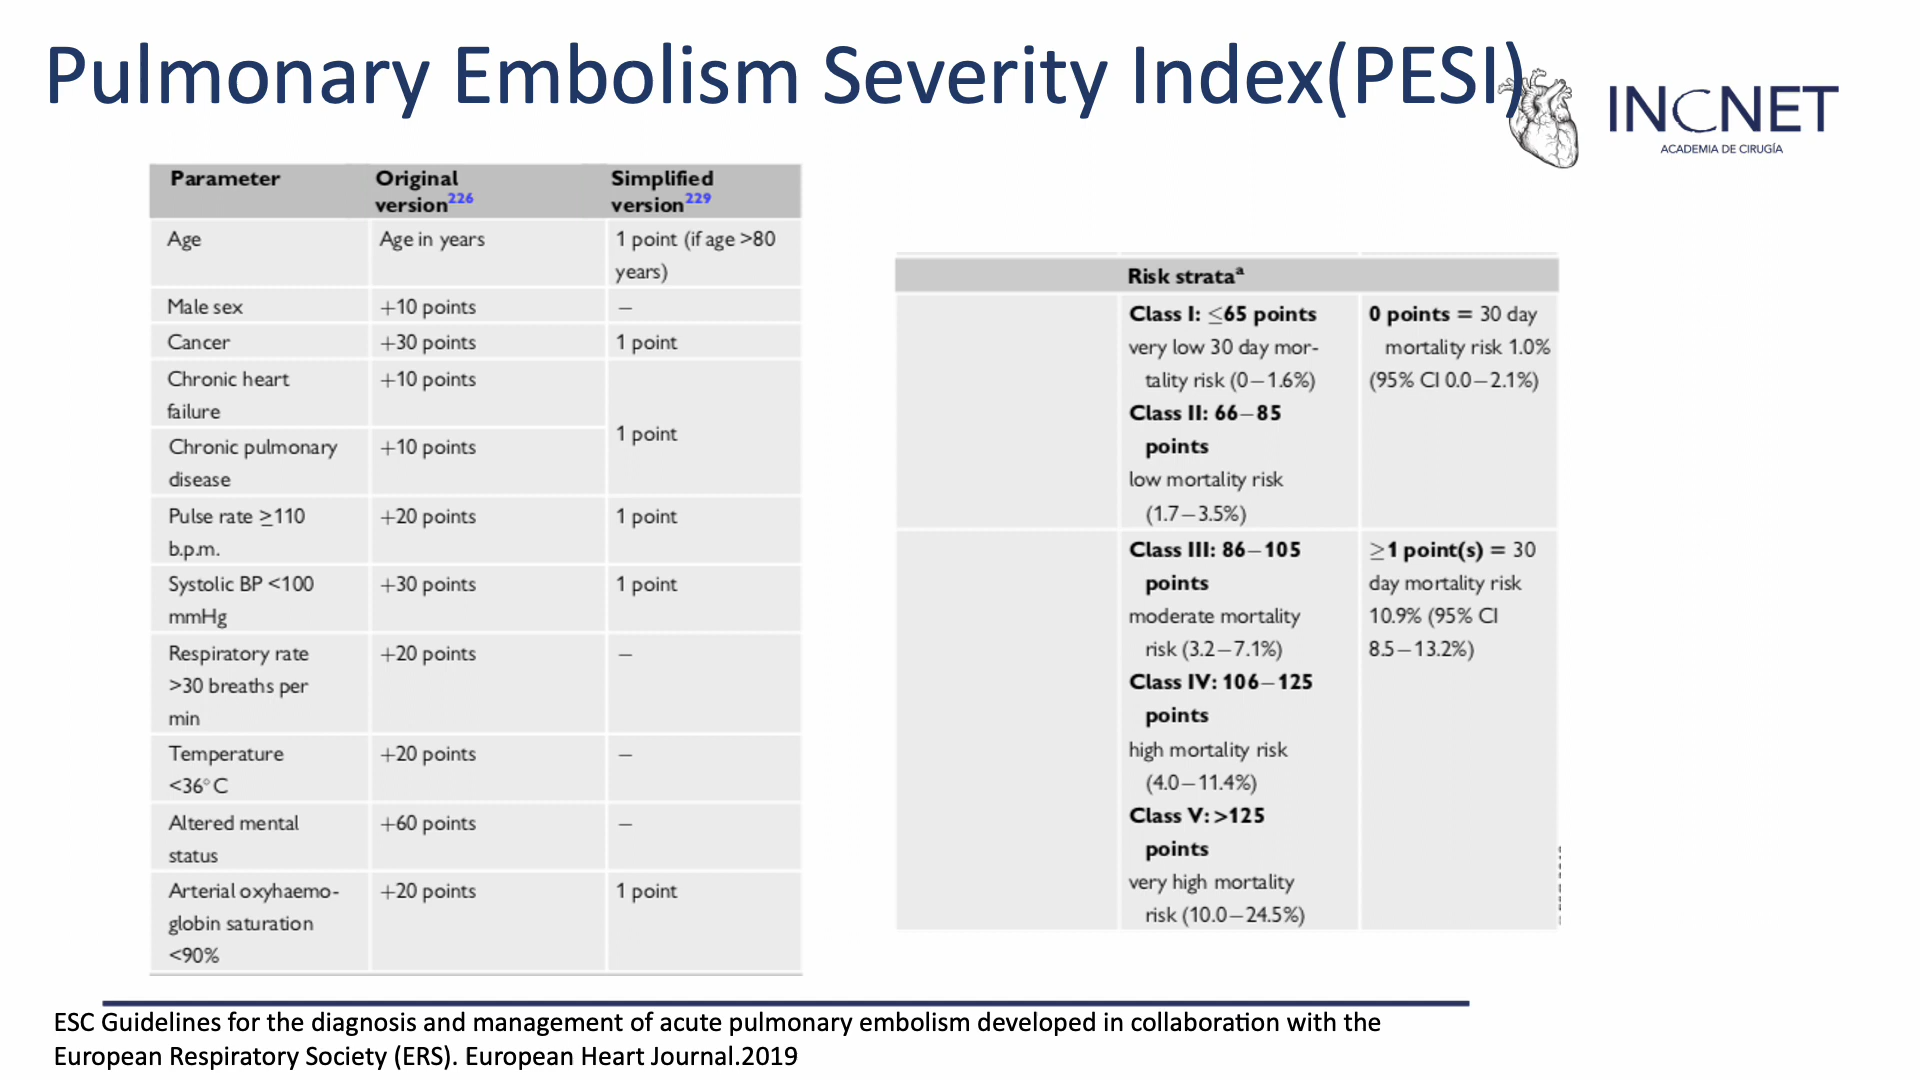 Pulmonary Embolism Severity Index(PESI)
INCNET
ACADEMIA DE CIRUGÍA
Parameter Original version226 Simplified version229
Age Age in years 1 point (if age >80 years)
Male sex +10 points –
Cancer +30 points 1 point
Chronic heart failure +10 points
1 point
Chronic pulmonary disease +10 points
Pulse rate ≥110 b.p.m. +20 points 1 point
Systolic BP <100 mmHg +30 points 1 point
Respiratory rate >30 breaths per min +20 points –
Temperature <36°C +20 points –
Altered mental status +60 points –
Arterial oxyhaemo-globin saturation <90% +20 points 1 point
Risk strataª
Class I: ≤65 points
very low 30 day mor-
tality risk (0–1.6%)
Class II: 66–85
points
low mortality risk
(1.7–3.5%)
0 points = 30 day
mortality risk 1.0%
(95% CI 0.0–2.1%)
Class III: 86–105
points
moderate mortality
risk (3.2–7.1%)
Class IV: 106–125
points
high mortality risk
(4.0–11.4%)
Class V: >125
points
very high mortality
risk (10.0–24.5%)
≥1 point(s) = 30
day mortality risk
10.9% (95% CI
8.5–13.2%)
ESC Guidelines for the diagnosis and management of acute pulmonary embolism developed in collaboration with the
European Respiratory Society (ERS). European Heart Journal.2019